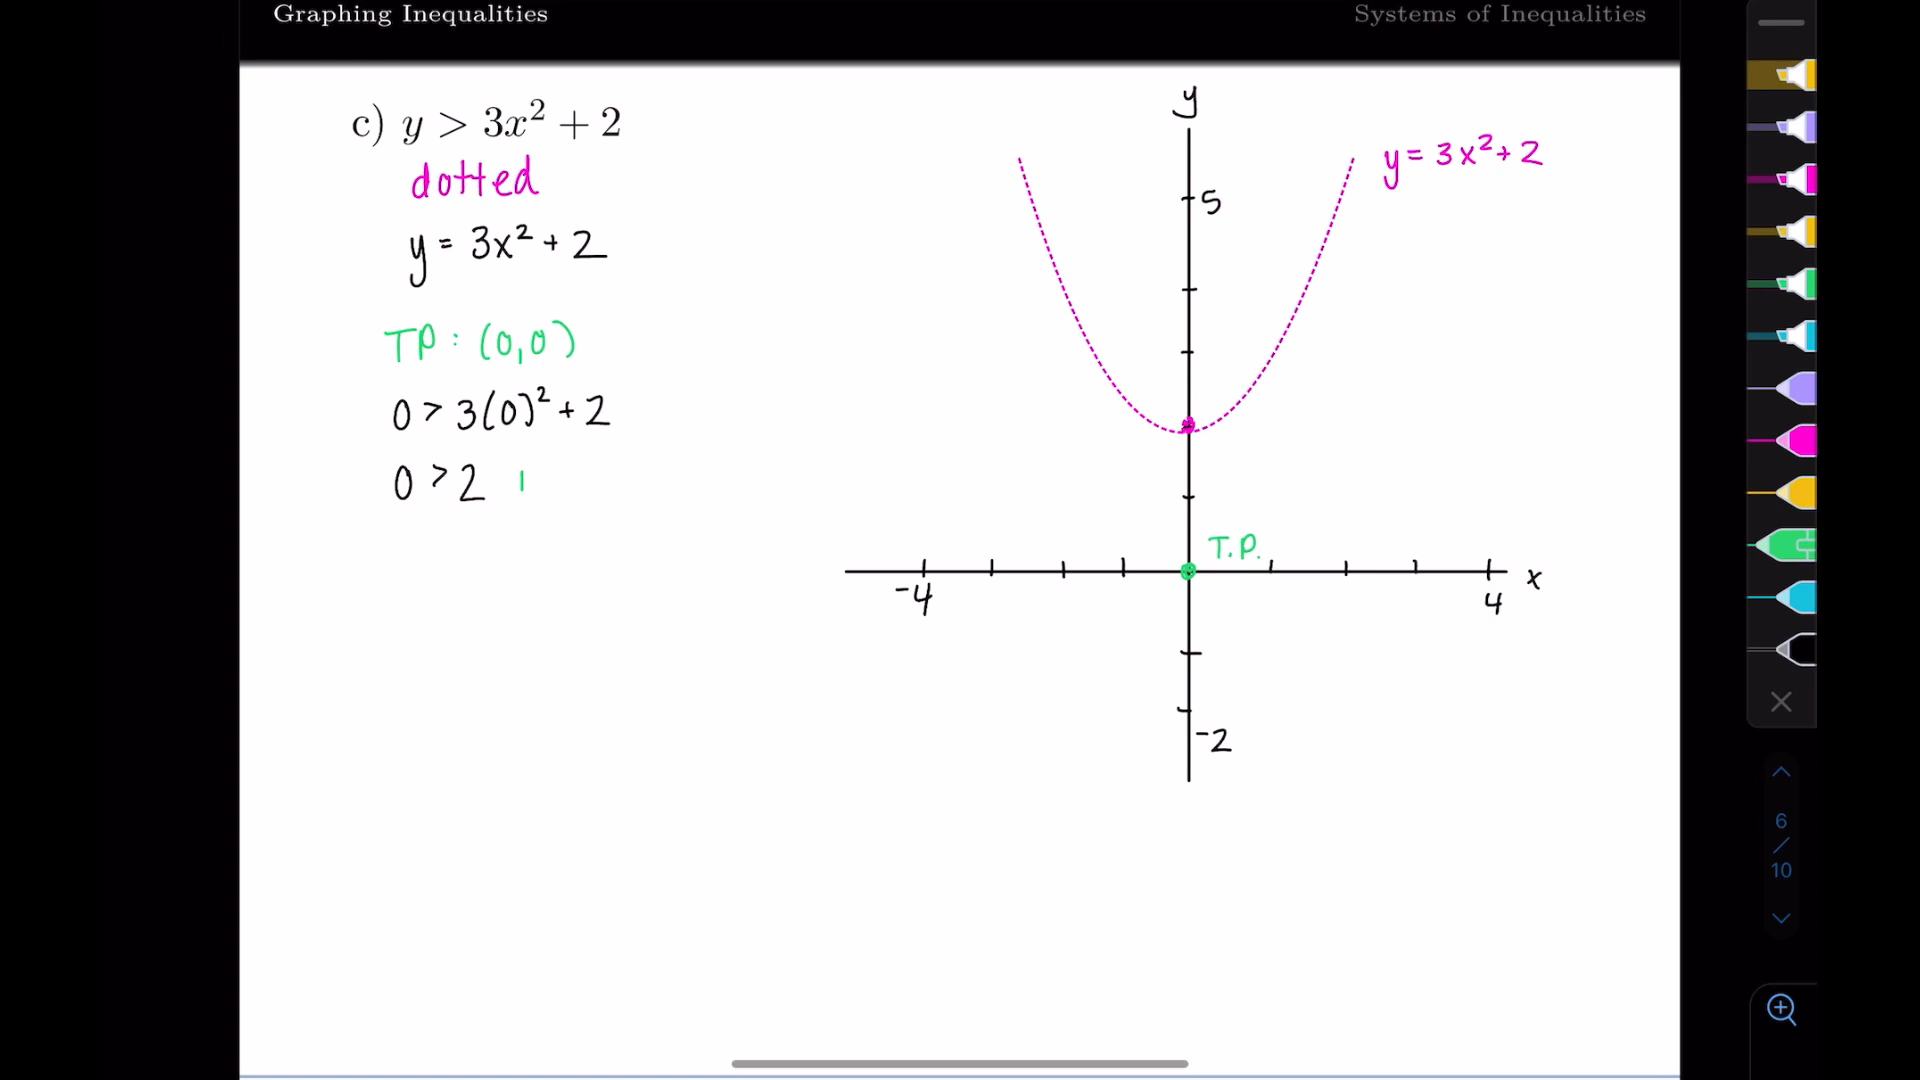 Graphing Inequalities
Systems of Inequalities
c) y > 3x² + 2
dotted
y = 3x² + 2
TP : (0,0)
0 > 3(0)² + 2
0 > 2
y
y = 3x² + 2
5
T.P.
-4
4
x
-2
6
/
10